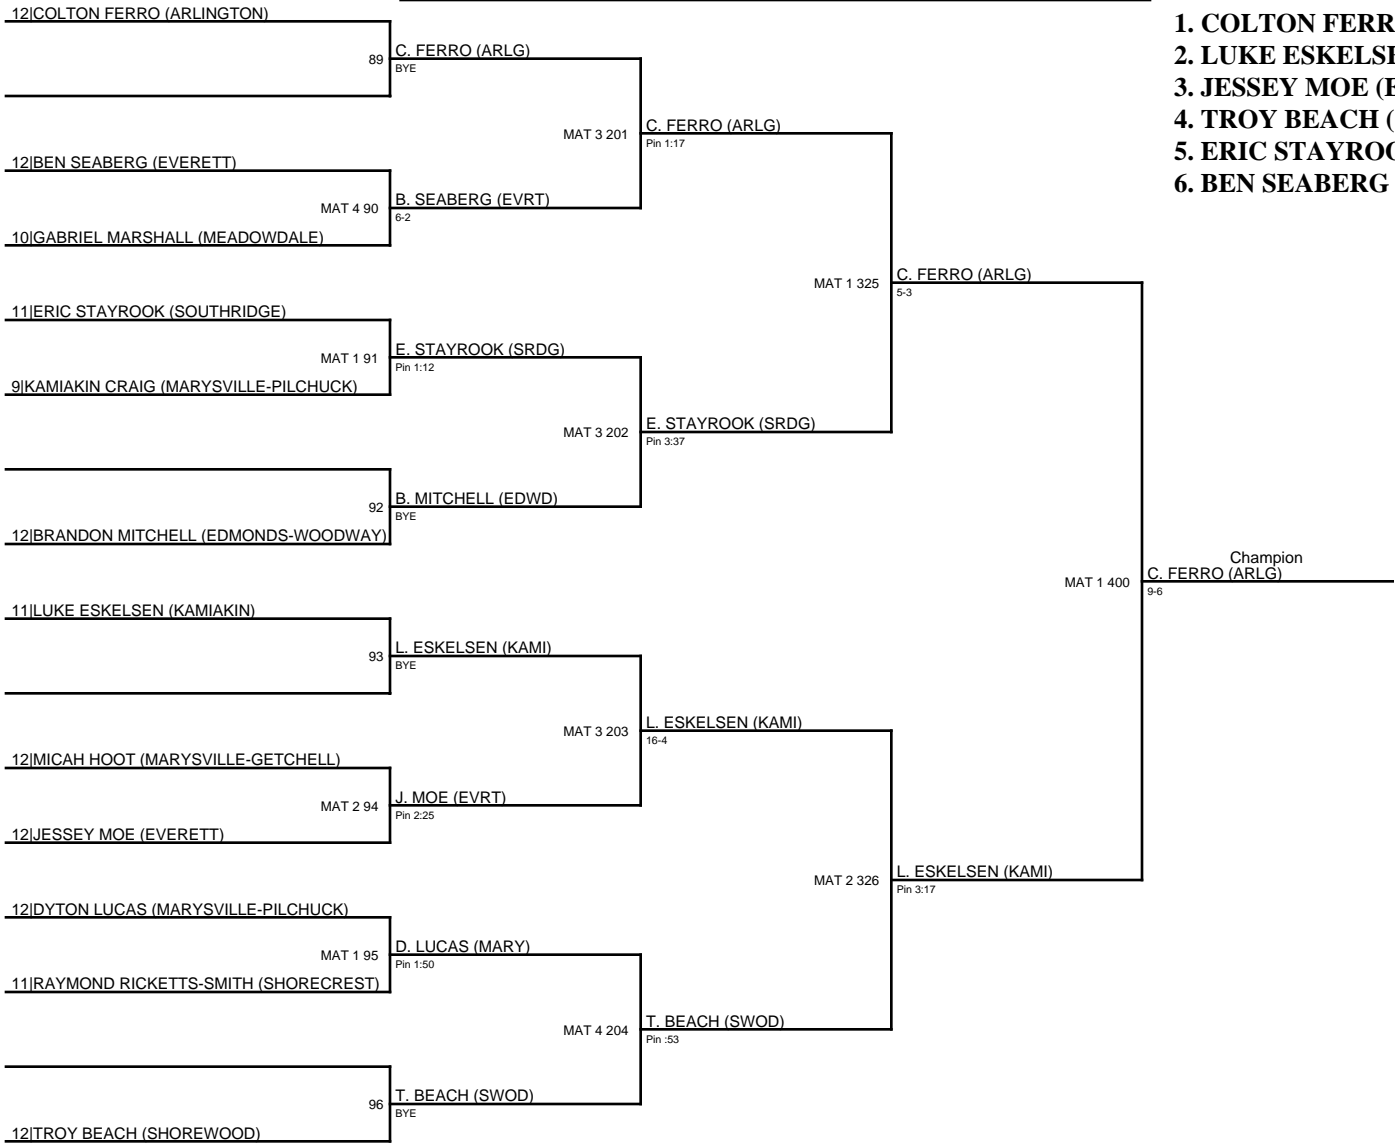 12|COLTON FERRO (ARLINGTON)
89
C. FERRO (ARLG)
BYE
MAT 3 201
C. FERRO (ARLG)
Pin 1:17
12|BEN SEABERG (EVERETT)
MAT 4 90
B. SEABERG (EVRT)
6-2
10|GABRIEL MARSHALL (MEADOWDALE)
MAT 1 325
C. FERRO (ARLG)
5-3
11|ERIC STAYROOK (SOUTHRIDGE)
MAT 1 91
E. STAYROOK (SRDG)
Pin 1:12
9|KAMIAKIN CRAIG (MARYSVILLE-PILCHUCK)
MAT 3 202
E. STAYROOK (SRDG)
Pin 3:37
92
B. MITCHELL (EDWD)
BYE
12|BRANDON MITCHELL (EDMONDS-WOODWAY)
MAT 1 400
Champion
C. FERRO (ARLG)
9-6
11|LUKE ESKELSEN (KAMIAKIN)
93
L. ESKELSEN (KAMI)
BYE
MAT 3 203
L. ESKELSEN (KAMI)
16-4
12|MICAH HOOT (MARYSVILLE-GETCHELL)
MAT 2 94
J. MOE (EVRT)
Pin 2:25
12|JESSEY MOE (EVERETT)
MAT 2 326
L. ESKELSEN (KAMI)
Pin 3:17
12|DYTON LUCAS (MARYSVILLE-PILCHUCK)
MAT 1 95
D. LUCAS (MARY)
Pin 1:50
11|RAYMOND RICKETTS-SMITH (SHORECREST)
MAT 4 204
T. BEACH (SWOD)
Pin :53
96
T. BEACH (SWOD)
BYE
12|TROY BEACH (SHOREWOOD)
1. COLTON FERR
2. LUKE ESKELSE
3. JESSEY MOE (E
4. TROY BEACH (
5. ERIC STAYROO
6. BEN SEABERG